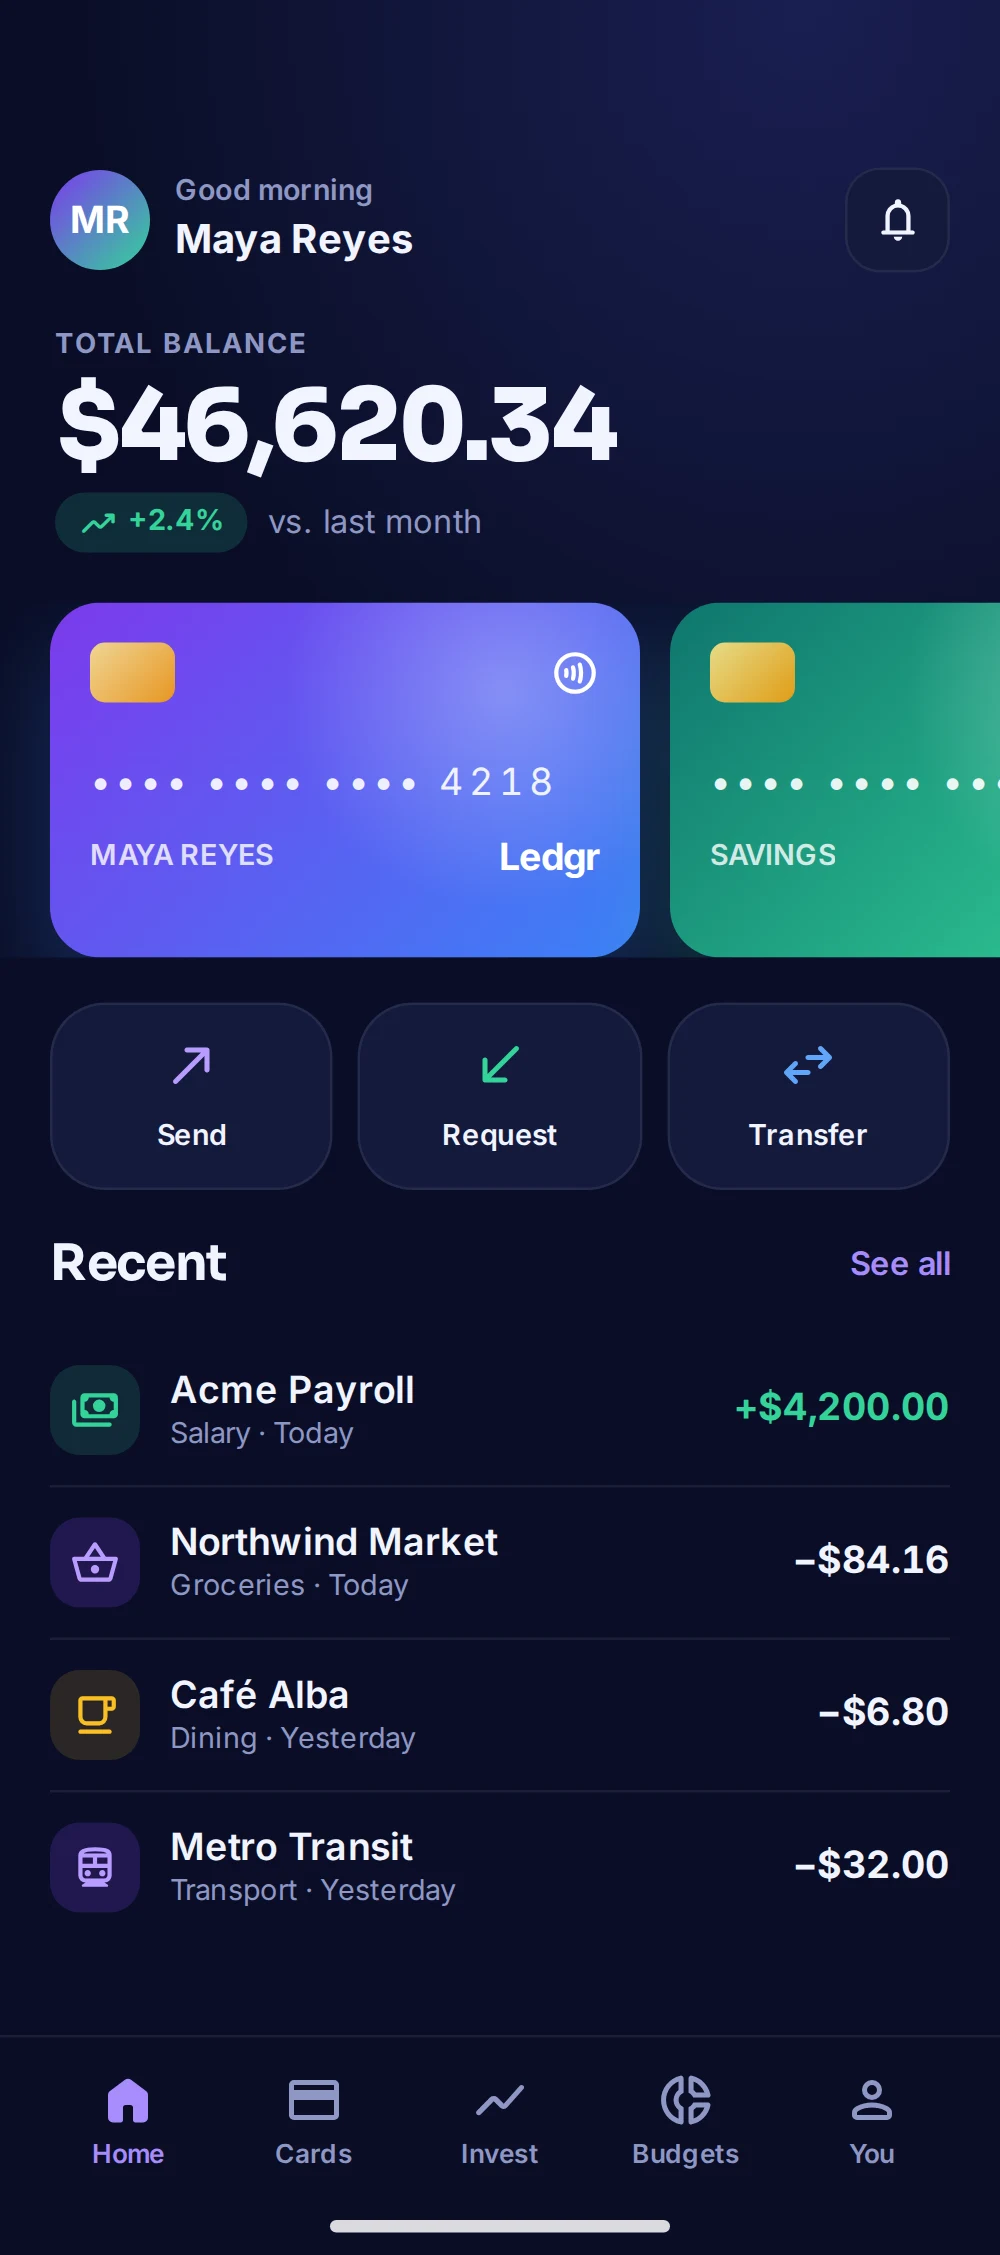 MR
Good morning
Maya Reyes
TOTAL BALANCE
$46,620.34
+2.4% vs. last month
•••• •••• •••• 4218
MAYA REYES
Ledgr
•••• •••• •••
SAVINGS
Send
Request
Transfer
Recent
See all
Acme Payroll
Salary · Today
+$4,200.00
Northwind Market
Groceries · Today
−$84.16
Café Alba
Dining · Yesterday
−$6.80
Metro Transit
Transport · Yesterday
−$32.00
Home
Cards
Invest
Budgets
You